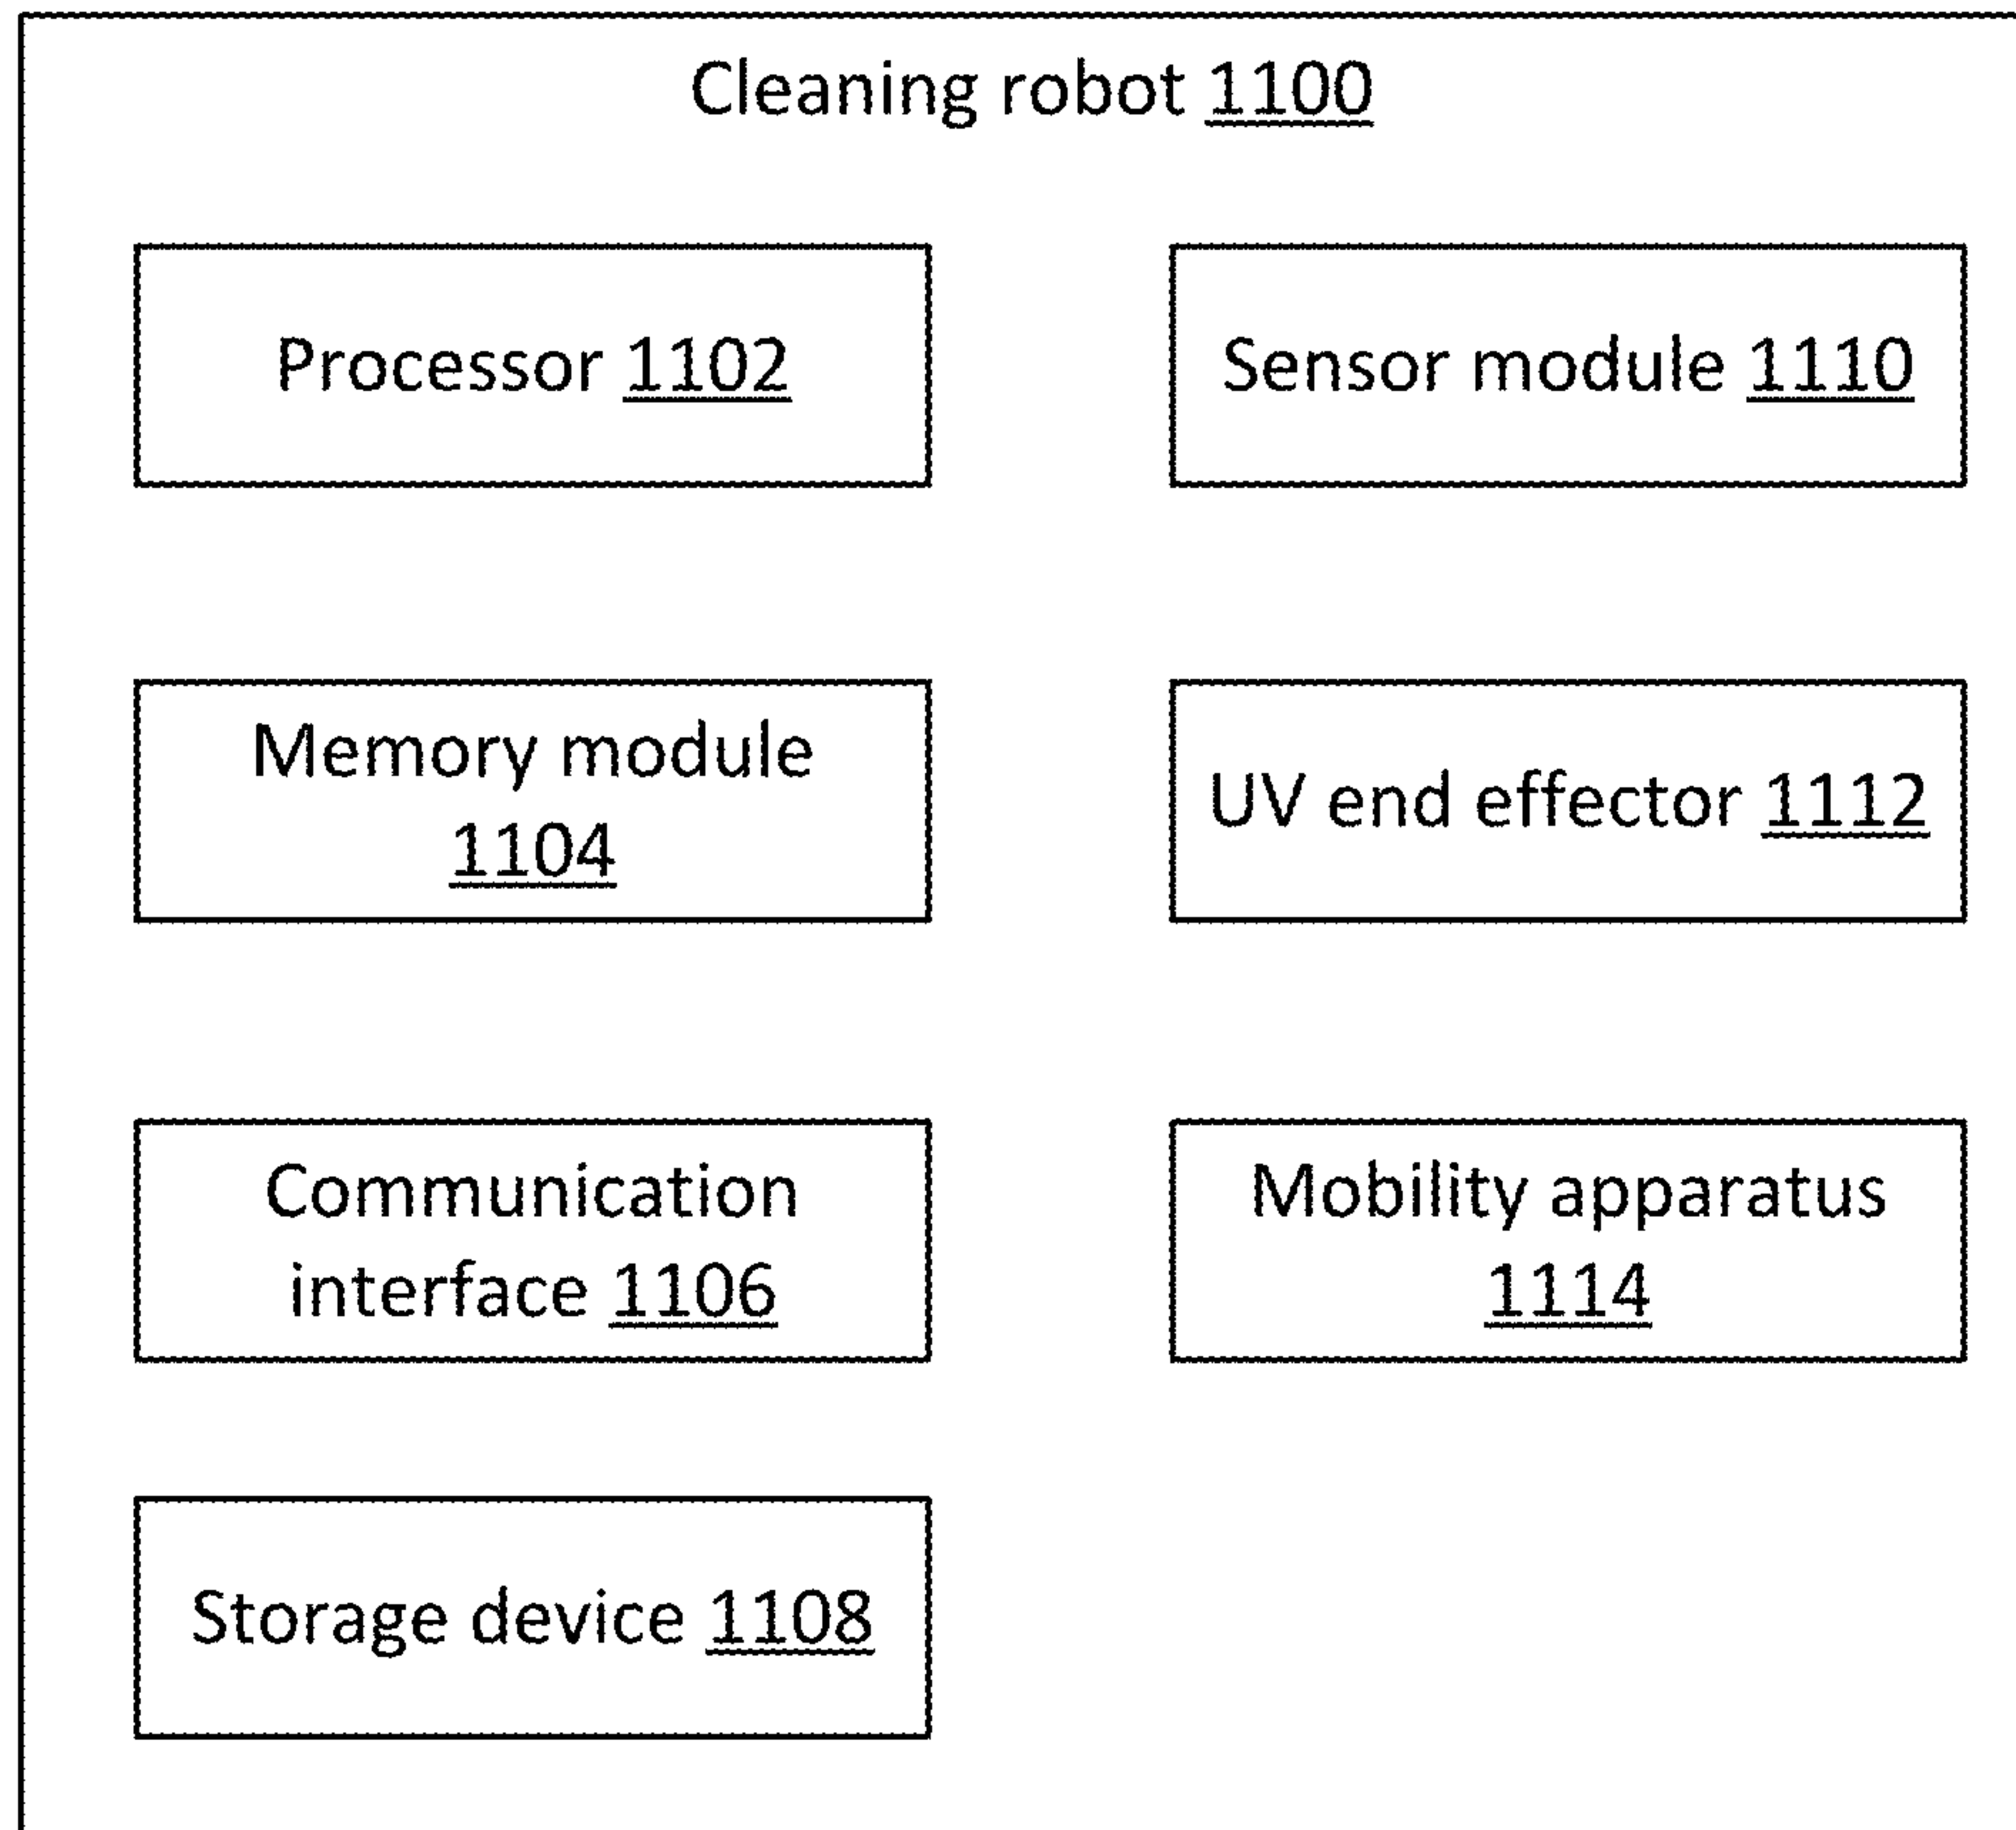 Cleaning robot 1100
Processor 1102
Sensor module 1110
Memory module
1104
UV end effector 1112
Communication
interface 1106
Mobility apparatus
1114
Storage device 1108